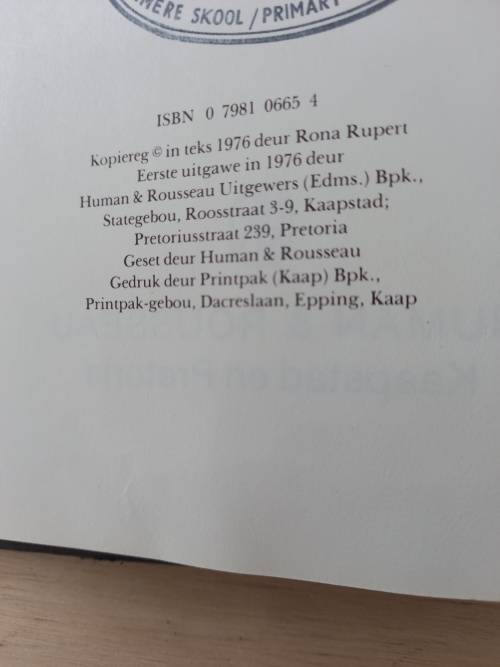 SKOOL / PRIMARY
ISBN 0 7981 0665 4
Kopiereg © in teks 1976 deur Rona Rupert
Eerste uitgawe in 1976 deur
Human & Rousseau Uitgewers (Edms.) Bpk.,
Stategebou, Roosstraat 3-9, Kaapstad;
Pretoriusstraat 239, Pretoria
Geset deur Human & Rousseau
Gedruk deur Printpak (Kaap) Bpk.,
Printpak-gebou, Dacreslaan, Epping, Kaap